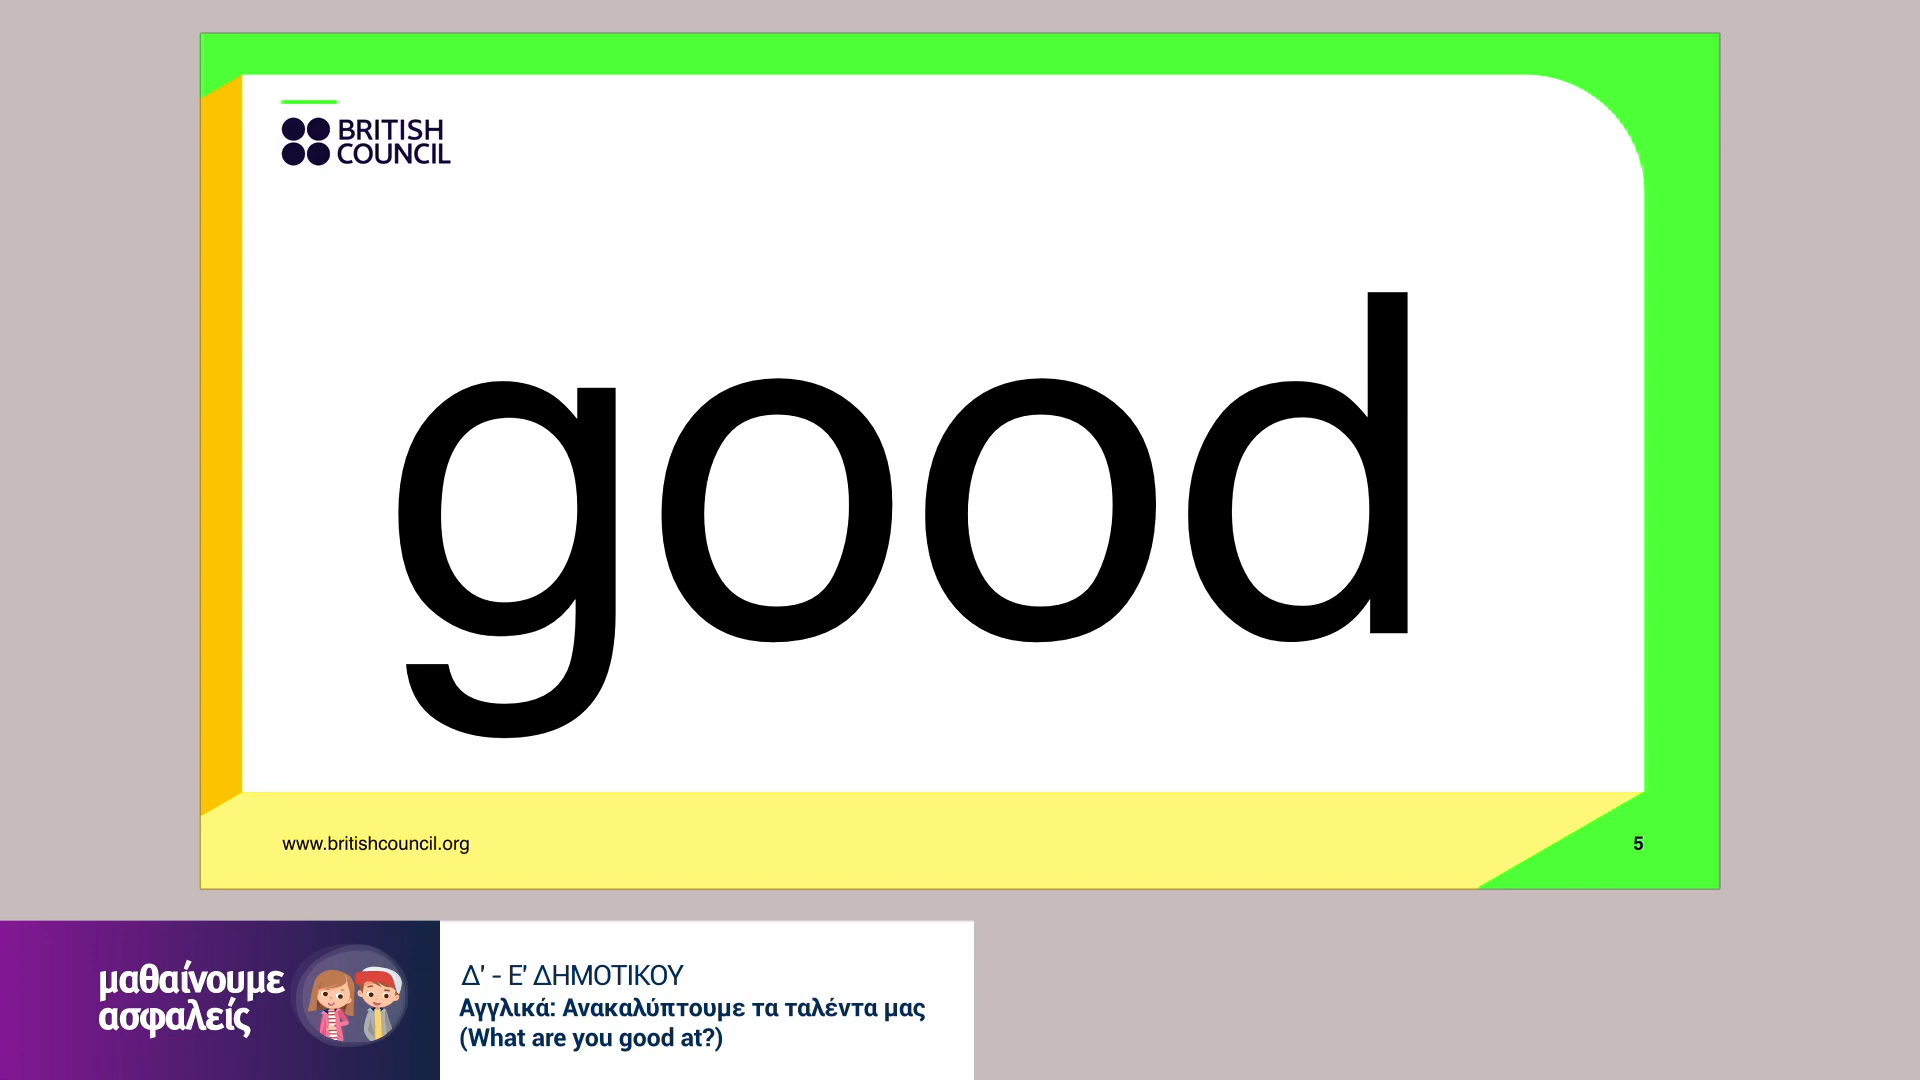 BRITISH
COUNCIL
good
www.britishcouncil.org
5
μαθαίνουμε
ασφαλείς
Δ' - Ε' ΔΗΜΟΤΙΚΟΥ
Αγγλικά: Ανακαλύπτουμε τα ταλέντα μας
(What are you good at?)